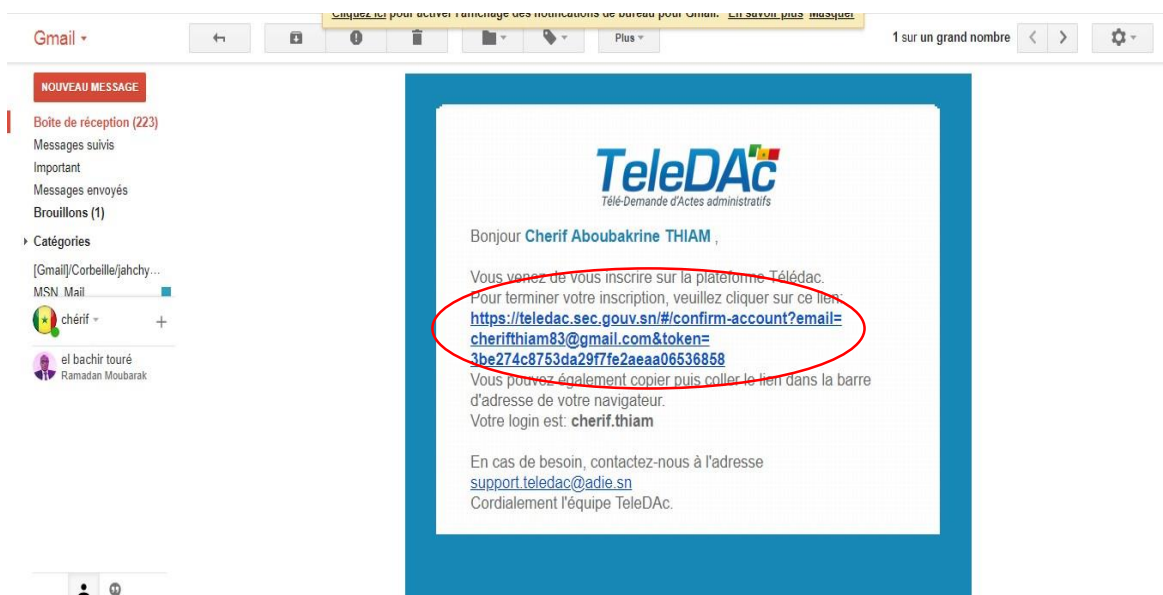 Cliquez ici pour activer l'affichage des notifications de bureau pour Gmail. En savoir plus Masquer
Gmail
Plus
1 sur un grand nombre
NOUVEAU MESSAGE
Boîte de réception (223)
Messages suivis
Important
Messages envoyés
Brouillons (1)
Catégories
[Gmail]/Corbeille/jahchy...
MSN Mail
chérif
el bachir touré
Ramadan Moubarak
TeleDAc
Télé-Demande d'Actes administratifs
Bonjour Cherif Aboubakrine THIAM ,
Vous venez de vous inscrire sur la plateforme Télédac.
Pour terminer votre inscription, veuillez cliquer sur ce lien:
https://teledac.sec.gouv.sn/#/confirm-account?email=
cherifthiam83@gmail.com&token=
3be274c8753da29f7fe2aeaa06536858
Vous pouvez également copier puis coller le lien dans la barre
d'adresse de votre navigateur.
Votre login est: cherif.thiam
En cas de besoin, contactez-nous à l'adresse
support.teledac@adie.sn
Cordialement l'équipe TeleDAc.